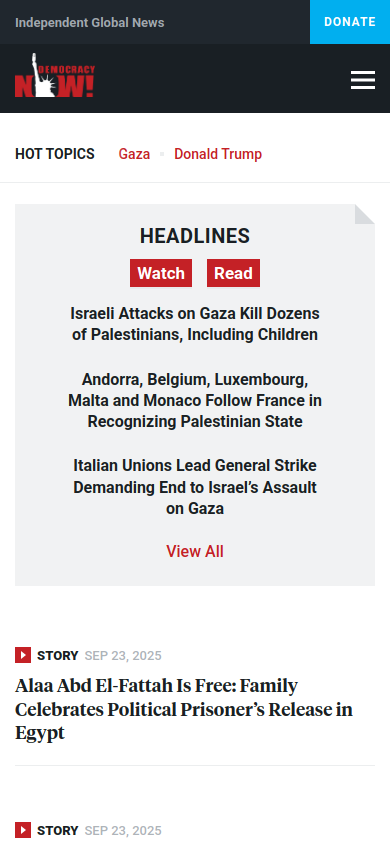 Independent Global News
DONATE
DEMOCRACY
NOW!
HOT TOPICS
Gaza
Donald Trump
HEADLINES
Watch
Read
Israeli Attacks on Gaza Kill Dozens
of Palestinians, Including Children
Andorra, Belgium, Luxembourg,
Malta and Monaco Follow France in
Recognizing Palestinian State
Italian Unions Lead General Strike
Demanding End to Israel’s Assault
on Gaza
View All
STORY SEP 23, 2025
Alaa Abd El-Fattah Is Free: Family
Celebrates Political Prisoner’s Release in
Egypt
STORY SEP 23, 2025